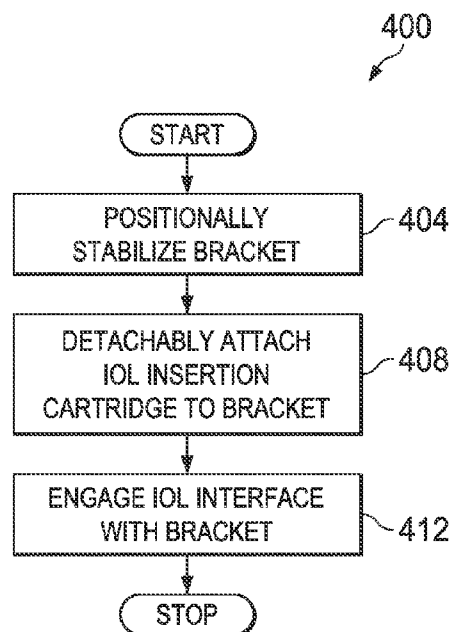 400
START
POSITIONALLY
STABILIZE BRACKET
404
DETACHABLY ATTACH
IOL INSERTION
CARTRIDGE TO BRACKET
408
ENGAGE IOL INTERFACE
WITH BRACKET
412
STOP